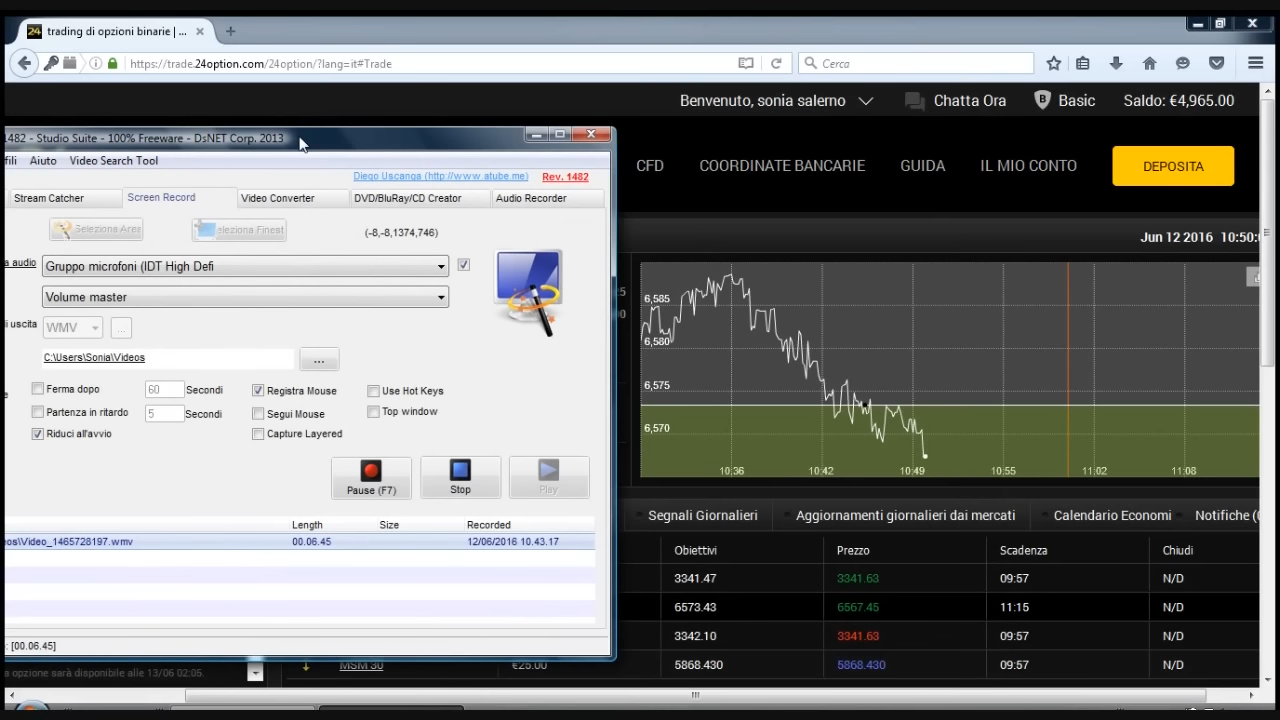 24 trading di opzioni binarie | ...
https://trade.24option.com/24option/?lang=it#Trade
Cerca
Benvenuto, sonia salerno
Chatta Ora
B Basic
Saldo: €4,965.00
1482 - Studio Suite - 100% Freeware - DsNET Corp. 2013
fili Aiuto Video Search Tool
CFD COORDINATE BANCARIE GUIDA IL MIO CONTO DEPOSITA
Diego Uscanga (http://www.atube.me) Rev. 1482
Stream Catcher Screen Record Video Converter DVD/BluRay/CD Creator Audio Recorder
Seleziona Area
eleziona Finest
(-8,-8,1374,746)
Jun 12 2016 10:50:
a audio Gruppo microfoni (IDT High Defi
Volume master
di uscita WMV ...
C:\Users\Sonia\Videos ...
Ferma dopo 60 Secondi Registra Mouse Use Hot Keys
Partenza in ritardo 5 Secondi Segui Mouse Top window
Riduci all'avvio Capture Layered
6,585
6,580
6,575
6,570
10:36 10:42 10:49 10:55 11:02 11:08
Pause (F7) Stop Play
Length Size Recorded
eos\Video_1465728197.wmv 00.06.45 12/06/2016 10.43.17
: [00.06.45]
Segnali Giornalieri Aggiornamenti giornalieri dai mercati Calendario Economi Notifiche (
Obiettivi Prezzo Scadenza Chiudi
3341.47 3341.63 09:57 N/D
6573.43 6567.45 11:15 N/D
3342.10 3341.63 09:57 N/D
MSM 30 €25.00 5868.430 5868.430 09:57 N/D
a opzione sarà disponibile alle 13/06 02:05.